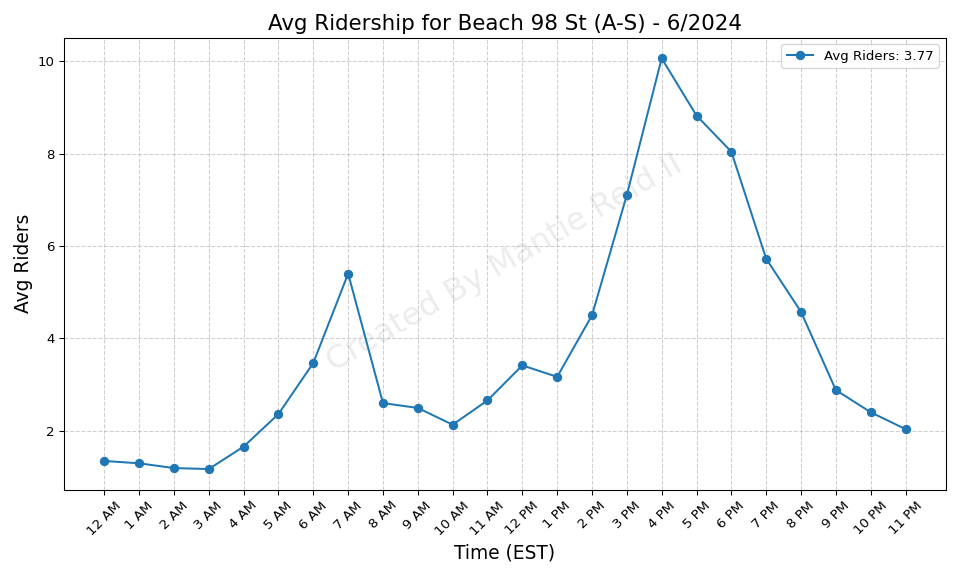 Avg Ridership for Beach 98 St (A-S) - 6/2024
Avg Riders: 3.77
10
8
6
4
2
Avg Riders
Created By Mantie Reid II
12 AM
1 AM
2 AM
3 AM
4 AM
5 AM
6 AM
7 AM
8 AM
9 AM
10 AM
11 AM
12 PM
1 PM
2 PM
3 PM
4 PM
5 PM
6 PM
7 PM
8 PM
9 PM
10 PM
11 PM
Time (EST)